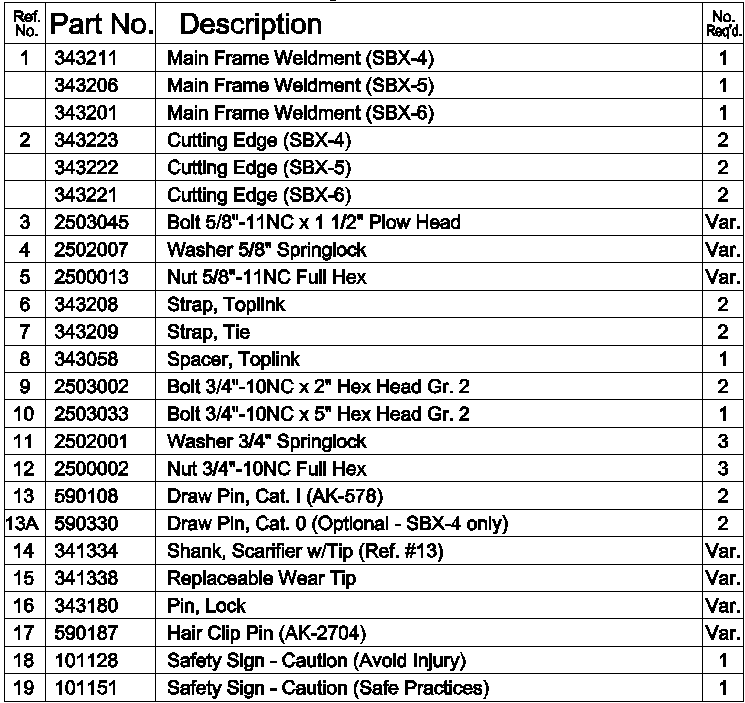 Ref. No. Part No. Description No. Req'd.
1 343211 Main Frame Weldment (SBX-4) 1
343206 Main Frame Weldment (SBX-5) 1
343201 Main Frame Weldment (SBX-6) 1
2 343223 Cutting Edge (SBX-4) 2
343222 Cutting Edge (SBX-5) 2
343221 Cutting Edge (SBX-6) 2
3 2503045 Bolt 5/8"-11NC x 1 1/2" Plow Head Var.
4 2502007 Washer 5/8" Springlock Var.
5 2500013 Nut 5/8"-11NC Full Hex Var.
6 343208 Strap, Toplink 2
7 343209 Strap, Tie 2
8 343058 Spacer, Toplink 1
9 2503002 Bolt 3/4"-10NC x 2" Hex Head Gr. 2 2
10 2503033 Bolt 3/4"-10NC x 5" Hex Head Gr. 2 1
11 2502001 Washer 3/4" Springlock 3
12 2500002 Nut 3/4"-10NC Full Hex 3
13 590108 Draw Pin, Cat. I (AK-578) 2
13A 590330 Draw Pin, Cat. 0 (Optional - SBX-4 only) 2
14 341334 Shank, Scarifier w/Tip (Ref. #13) Var.
15 341338 Replaceable Wear Tip Var.
16 343180 Pin, Lock Var.
17 590187 Hair Clip Pin (AK-2704) Var.
18 101128 Safety Sign - Caution (Avoid Injury) 1
19 101151 Safety Sign - Caution (Safe Practices) 1